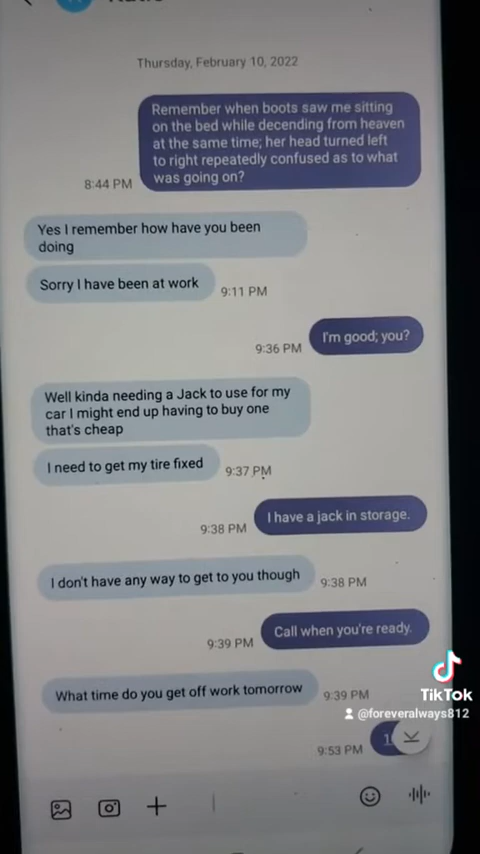 Thursday, February 10, 2022
Remember when boots saw me sitting
on the bed while decending from heaven
at the same time; her head turned left
to right repeatedly confused as to what
was going on?
8:44 PM
Yes I remember how have you been
doing
Sorry I have been at work
9:11 PM
I'm good; you?
9:36 PM
Well kinda needing a Jack to use for my
car I might end up having to buy one
that's cheap
I need to get my tire fixed
9:37 PM
I have a jack in storage.
9:38 PM
I don't have any way to get to you though
9:38 PM
Call when you're ready.
9:39 PM
What time do you get off work tomorrow
9:39 PM
TikTok
@foreveralways812
9:53 PM